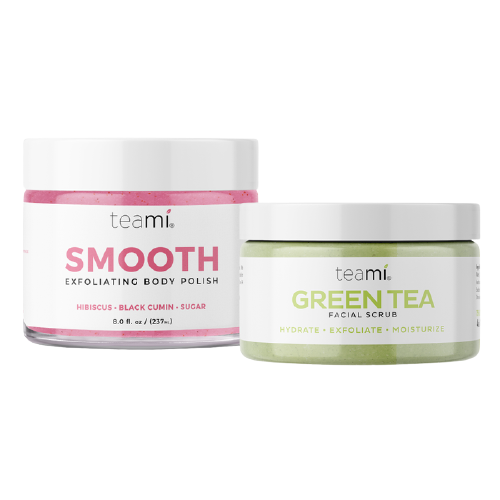 teami®
SMOOTH
EXFOLIATING BODY POLISH
HIBISCUS • BLACK CUMIN • SUGAR
8.0 fl. oz / (237mL)
teami®
GREEN TEA
FACIAL SCRUB
HYDRATE • EXFOLIATE • MOISTURIZE